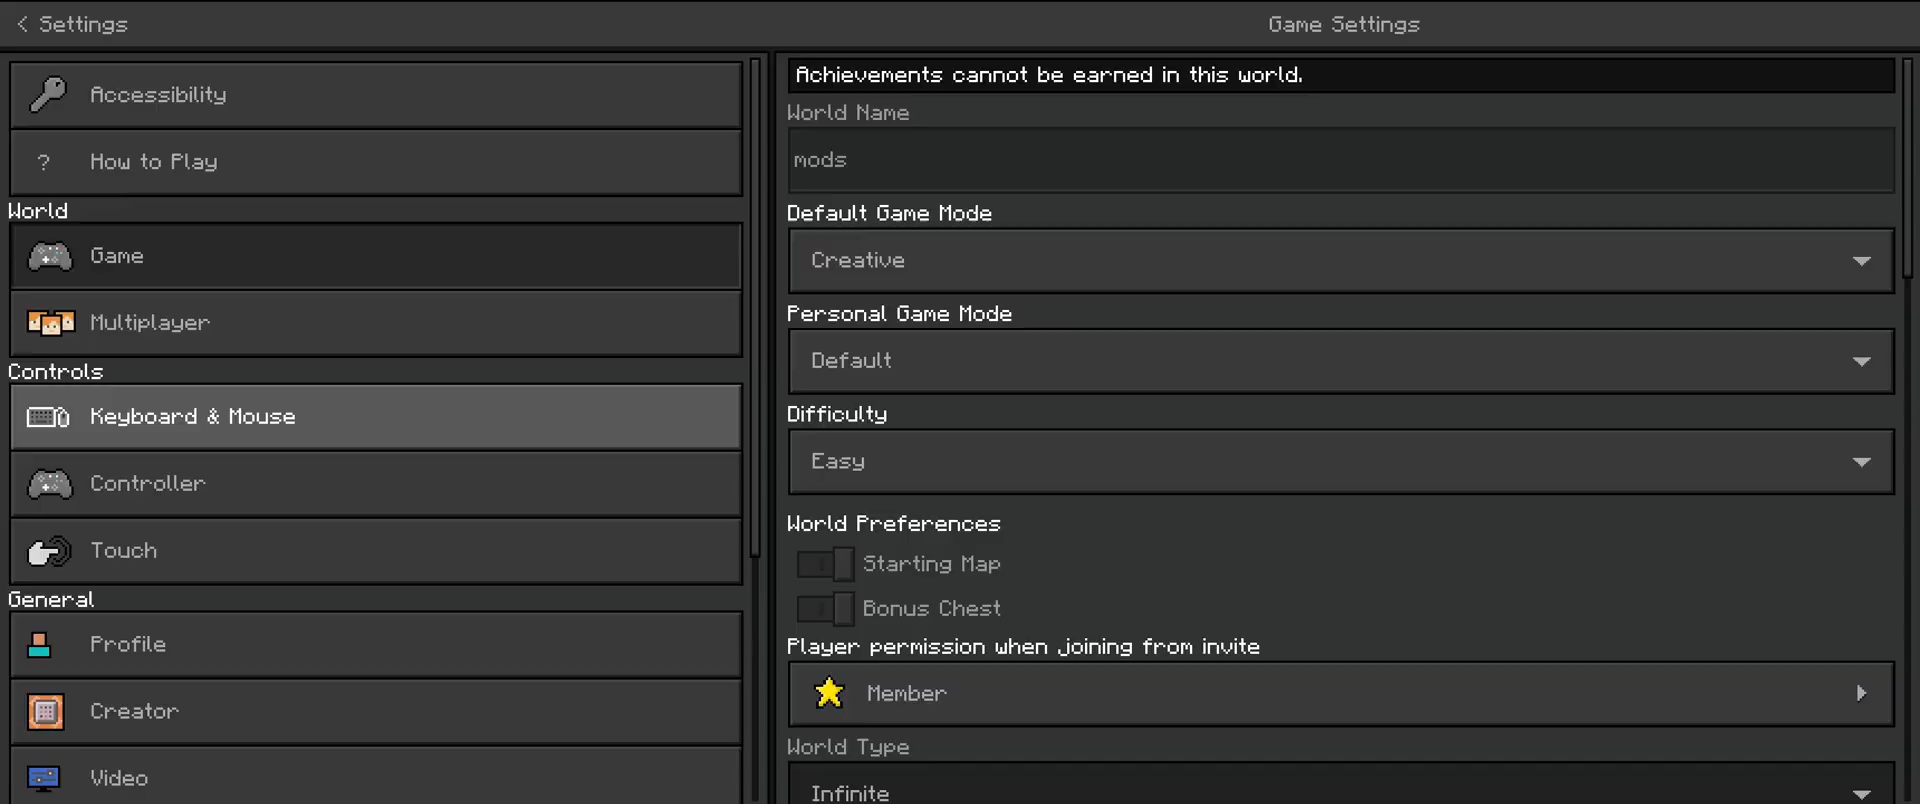 < Settings
Game Settings
Accessibility
? How to Play
World
Game
Multiplayer
Controls
Keyboard & Mouse
Controller
Touch
General
Profile
Creator
Video
Achievements cannot be earned in this world.
World Name
mods
Default Game Mode
Creative
Personal Game Mode
Default
Difficulty
Easy
World Preferences
Starting Map
Bonus Chest
Player permission when joining from invite
Member
World Type
Infinite